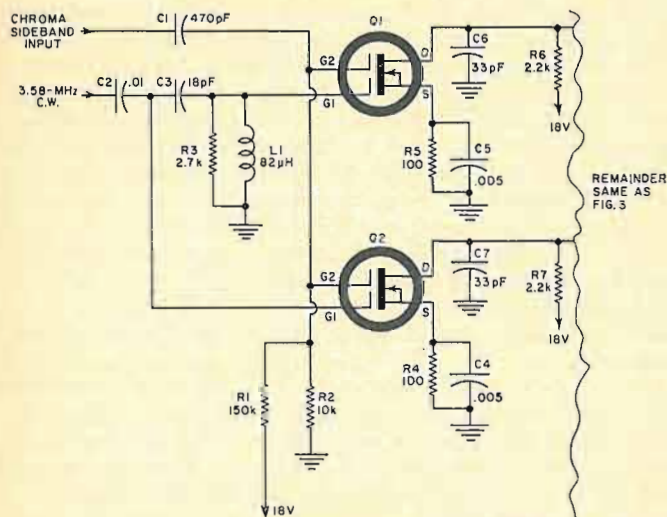 CHROMA
SIDEBAND
INPUT
C1
470pF
Q1
G2
G1
D
S
C6
33pF
R6
2.2k
18V
3.58-MHz
C.W.
C2
.01
C3
18pF
R3
2.7k
L1
82µH
R5
100
C5
.005
REMAINDER
SAME AS
FIG. 3
Q2
G2
G1
D
S
C7
33pF
R7
2.2k
18V
R4
100
C4
.005
R1
150k
R2
10k
18V